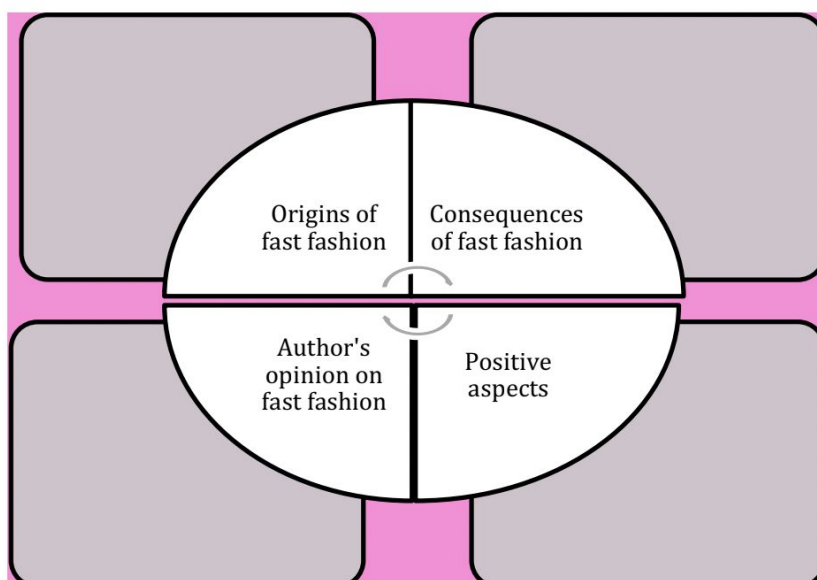 Origins of
fast fashion
Consequences
of fast fashion
Author's
opinion on
fast fashion
Positive
aspects